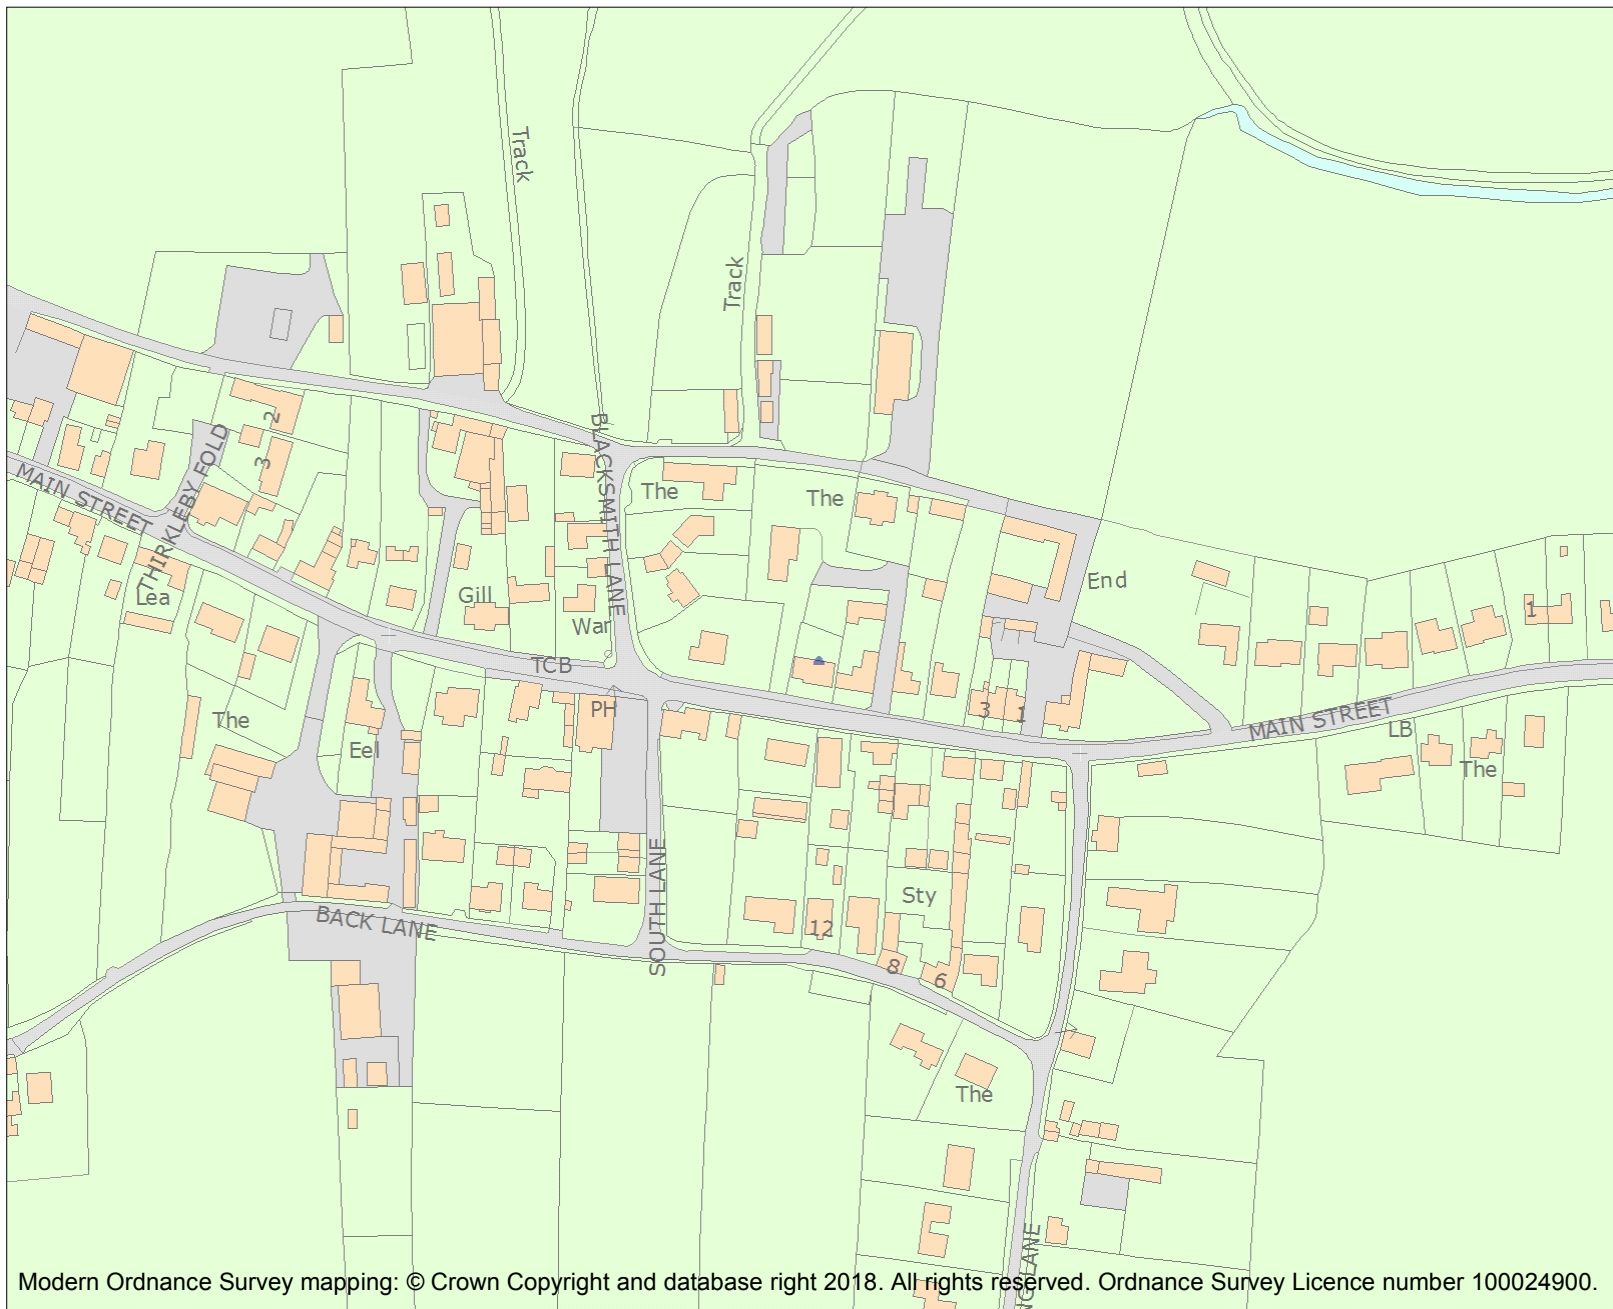 Track
Track
2
3
THIRKLEBY FOLD
MAIN STREET
BLACKSMITH LANE
The
The
End
Lea
Gill
War
TCB
1
The
Eel
PH
3
1
MAIN STREET
LB
The
SOUTH LANE
BACK LANE
Sty
12
8
6
The
Modern Ordnance Survey mapping: © Crown Copyright and database right 2018. All rights reserved. Ordnance Survey Licence number 100024900.